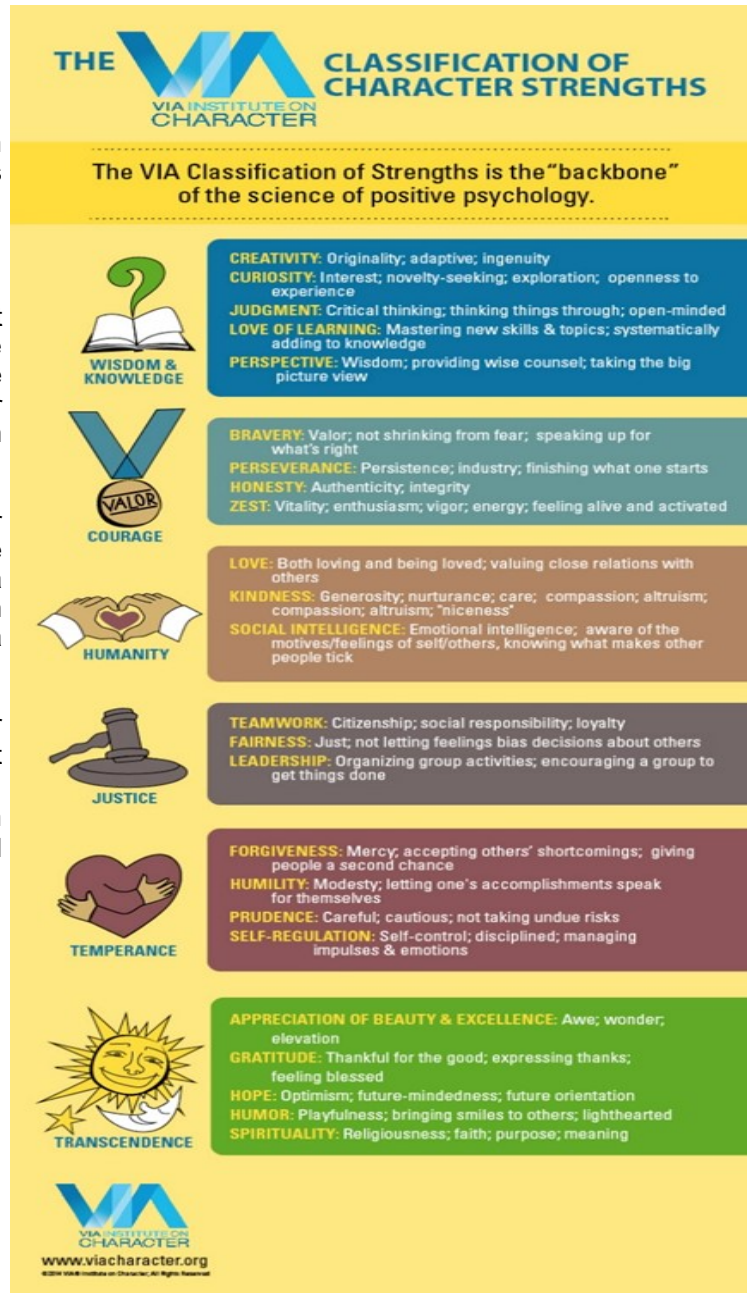 THE VIA CLASSIFICATION OF
CHARACTER STRENGTHS
VIA INSTITUTE ON
CHARACTER
The VIA Classification of Strengths is the "backbone"
of the science of positive psychology.
WISDOM &
KNOWLEDGE
CREATIVITY: Originality; adaptive; ingenuity
CURIOSITY: Interest; novelty-seeking; exploration; openness to
experience
JUDGMENT: Critical thinking; thinking things through; open-minded
LOVE OF LEARNING: Mastering new skills & topics; systematically
adding to knowledge
PERSPECTIVE: Wisdom; providing wise counsel; taking the big
picture view
VALOR
COURAGE
BRAVERY: Valor; not shrinking from fear; speaking up for
what's right
PERSEVERANCE: Persistence; industry; finishing what one starts
HONESTY: Authenticity; integrity
ZEST: Vitality; enthusiasm; vigor; energy; feeling alive and activated
HUMANITY
LOVE: Both loving and being loved; valuing close relations with
others
KINDNESS: Generosity; nurturance; care; compassion; altruism;
compassion; altruism; "niceness"
SOCIAL INTELLIGENCE: Emotional intelligence; aware of the
motives/feelings of self/others, knowing what makes other
people tick
JUSTICE
TEAMWORK: Citizenship; social responsibility; loyalty
FAIRNESS: Just; not letting feelings bias decisions about others
LEADERSHIP: Organizing group activities; encouraging a group to
get things done
TEMPERANCE
FORGIVENESS: Mercy; accepting others' shortcomings; giving
people a second chance
HUMILITY: Modesty; letting one's accomplishments speak
for themselves
PRUDENCE: Careful; cautious; not taking undue risks
SELF-REGULATION: Self-control; disciplined; managing
impulses & emotions
TRANSCENDENCE
APPRECIATION OF BEAUTY & EXCELLENCE: Awe; wonder;
elevation
GRATITUDE: Thankful for the good; expressing thanks;
feeling blessed
HOPE: Optimism; future-mindedness; future orientation
HUMOR: Playfulness; bringing smiles to others; lighthearted
SPIRITUALITY: Religiousness; faith; purpose; meaning
VIA
VIA INSTITUTE ON
CHARACTER
www.viacharacter.org
©2014 VIA® Institute on Character, All Rights Reserved